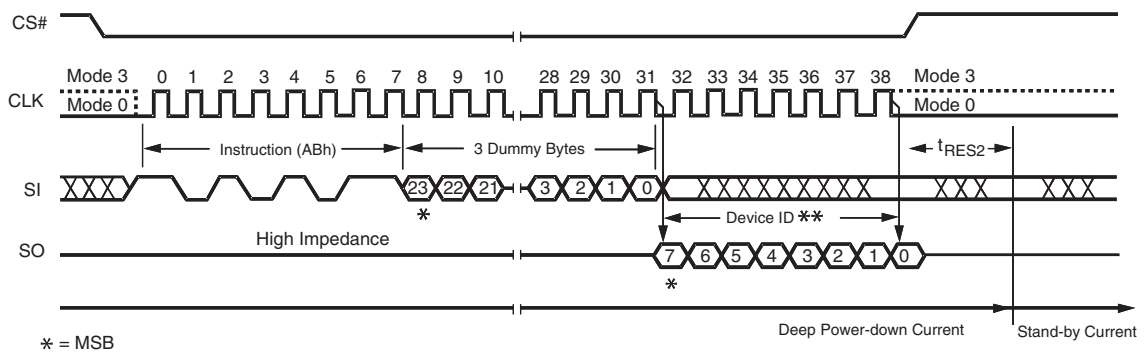 CS#
0 1 2 3 4 5 6 7 8 9 10 28 29 30 31 32 33 34 35 36 37 38
Mode 3 Mode 3
CLK
Mode 0 Mode 0
Instruction (ABh) 3 Dummy Bytes tRES2
SI 23 22 21 3 2 1 0
* Device ID **
High Impedance
SO 7 6 5 4 3 2 1 0
*
Deep Power-down Current Stand-by Current
* = MSB